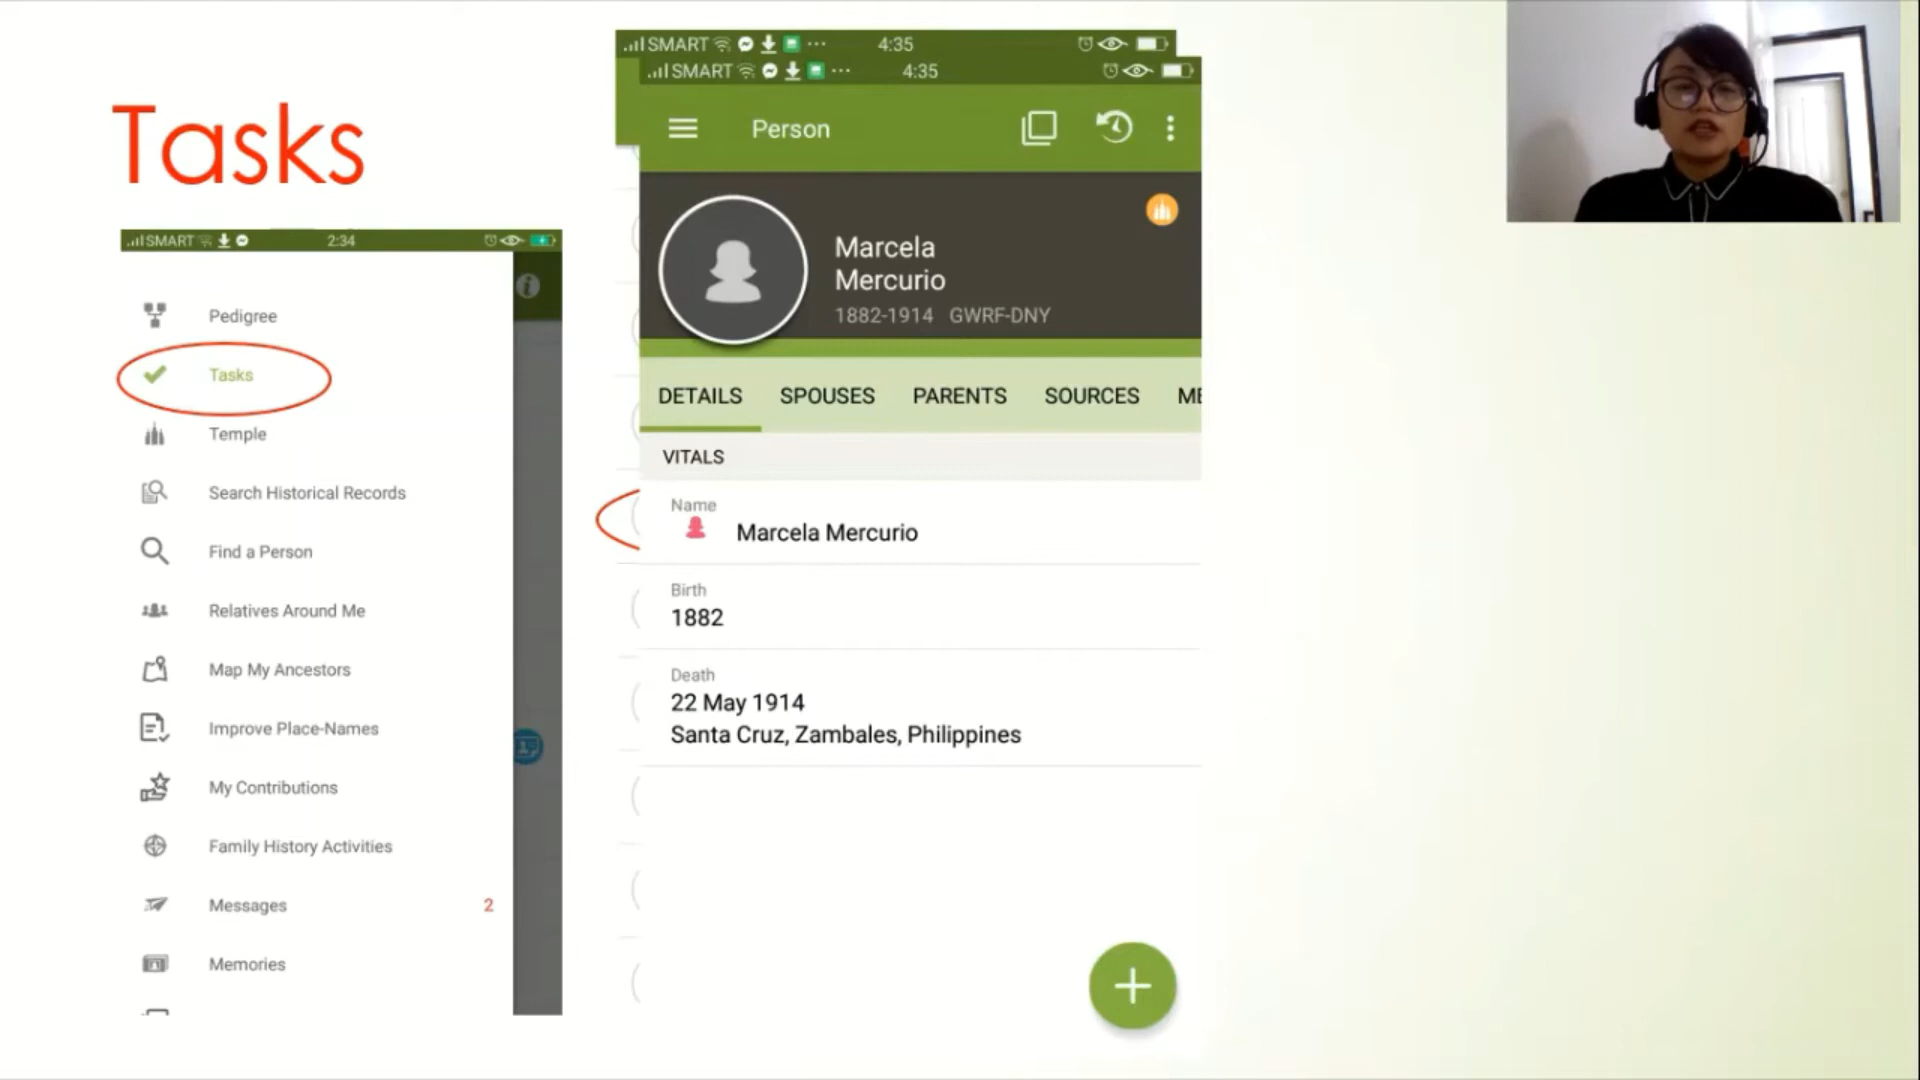 Tasks
SMART 2:34
Pedigree
Tasks
Temple
Search Historical Records
Find a Person
Relatives Around Me
Map My Ancestors
Improve Place-Names
My Contributions
Family History Activities
Messages 2
Memories
SMART ... 4:35
SMART ... 4:35
Person
Marcela
Mercurio
1882-1914 GWRF-DNY
DETAILS SPOUSES PARENTS SOURCES ME
VITALS
Name
Marcela Mercurio
Birth
1882
Death
22 May 1914
Santa Cruz, Zambales, Philippines